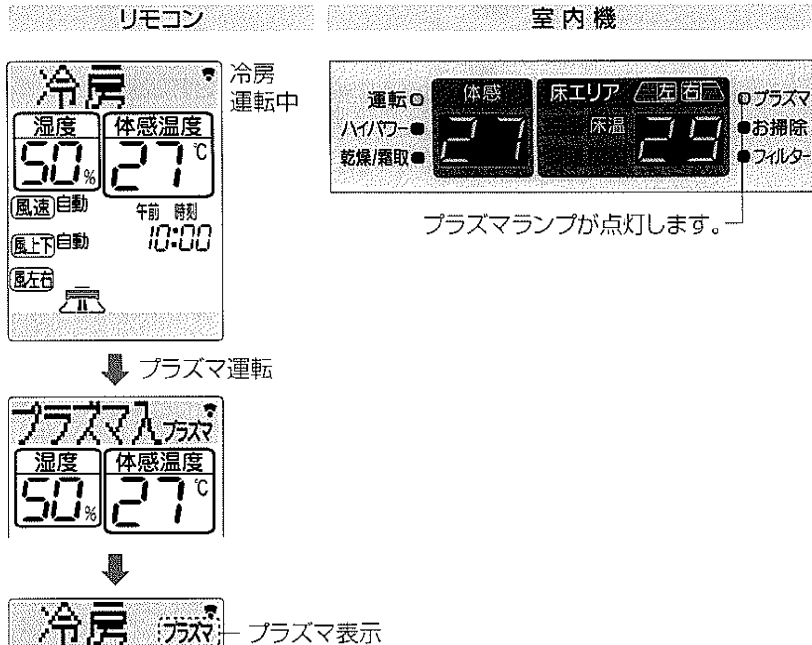 リモコン
室内機
冷房
湿度 体感温度
50% 27℃
風速 自動
午前 時刻
風上下 自動 10:00
風左右
冷房
運転中
運転
ハイパワー
乾燥/霜取
体感
27
床エリア 左 右
床温 29
プラズマ
お掃除
フィルター
プラズマランプが点灯します。
プラズマ運転
プラズマ入 プラズマ
湿度 体感温度
50% 27℃
冷房 プラズマ
プラズマ表示